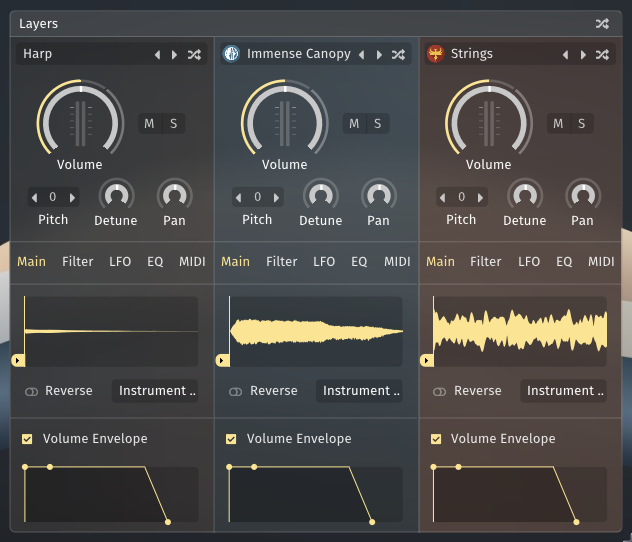 Layers
Harp
Immense Canopy
Strings
M S
M S
M S
Volume
Volume
Volume
0
0
0
Pitch Detune Pan
Pitch Detune Pan
Pitch Detune Pan
Main Filter LFO EQ MIDI
Main Filter LFO EQ MIDI
Main Filter LFO EQ MIDI
Reverse Instrument ..
Reverse Instrument ..
Reverse Instrument ..
Volume Envelope
Volume Envelope
Volume Envelope